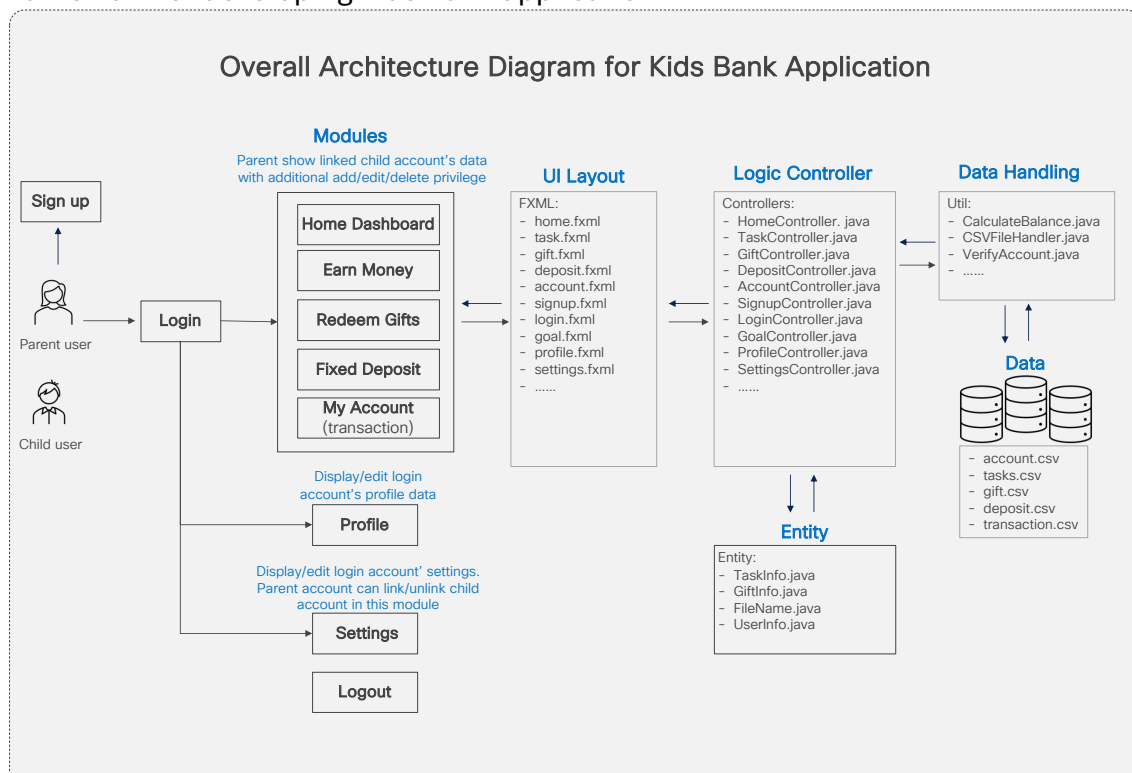 Overall Architecture Diagram for Kids Bank Application
Modules
Parent show linked child account's data
with additional add/edit/delete privilege
Sign up
Parent user
Child user
Login
Home Dashboard
Earn Money
Redeem Gifts
Fixed Deposit
My Account
(transaction)
Display/edit login
account's profile data
Profile
Display/edit login account' settings.
Parent account can link/unlink child
account in this module
Settings
Logout
UI Layout
FXML:
- home.fxml
- task.fxml
- gift.fxml
- deposit.fxml
- account.fxml
- signup.fxml
- login.fxml
- goal.fxml
- profile.fxml
- settings.fxml
- ......
Logic Controller
Controllers:
- HomeController. java
- TaskController.java
- GiftController.java
- DepositController.java
- AccountController.java
- SignupController.java
- LoginController.java
- GoalController.java
- ProfileController.java
- SettingsController.java
- ......
Entity
Entity:
- TaskInfo.java
- GiftInfo.java
- FileName.java
- UserInfo.java
Data Handling
Util:
- CalculateBalance.java
- CSVFileHandler.java
- VerifyAccount.java
- ......
Data
- account.csv
- tasks.csv
- gift.csv
- deposit.csv
- transaction.csv